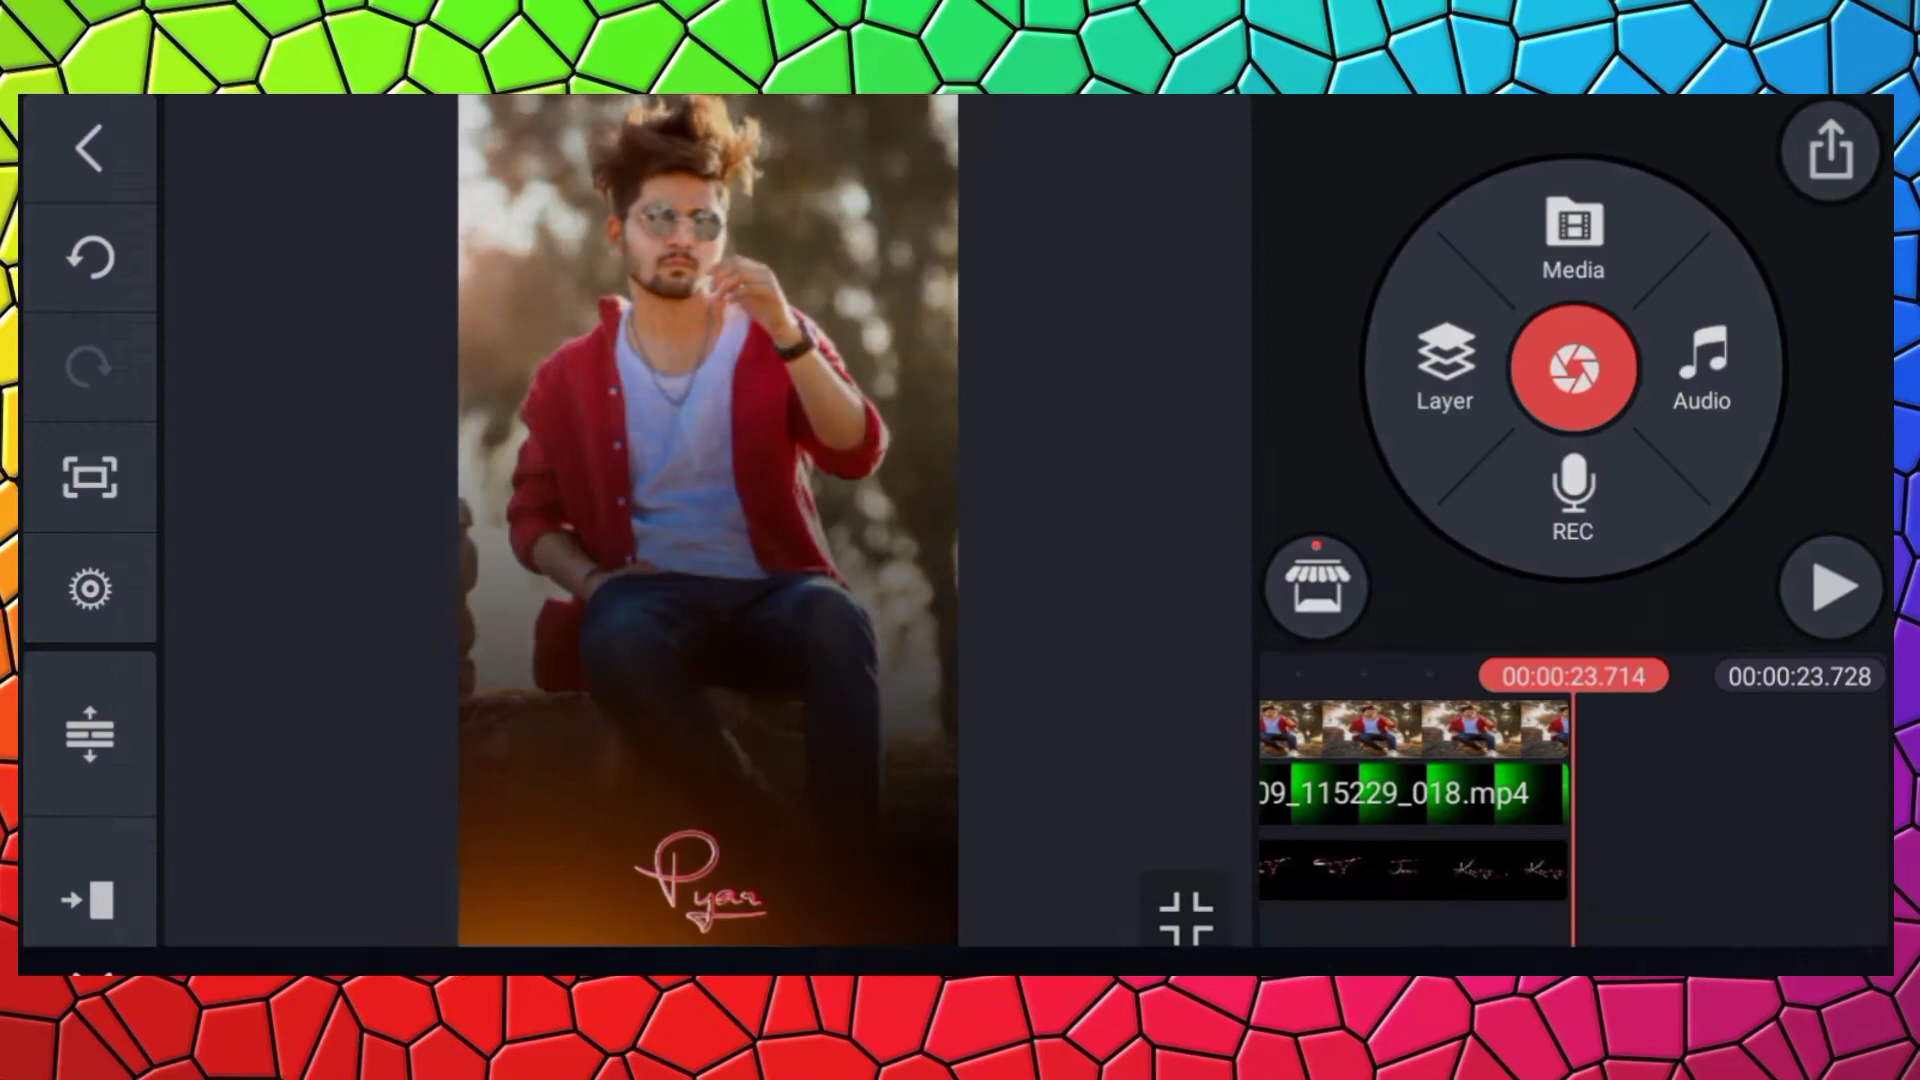 Media
Layer
Audio
REC
00:00:23.714
00:00:23.728
09_115229_018.mp4
Pyar